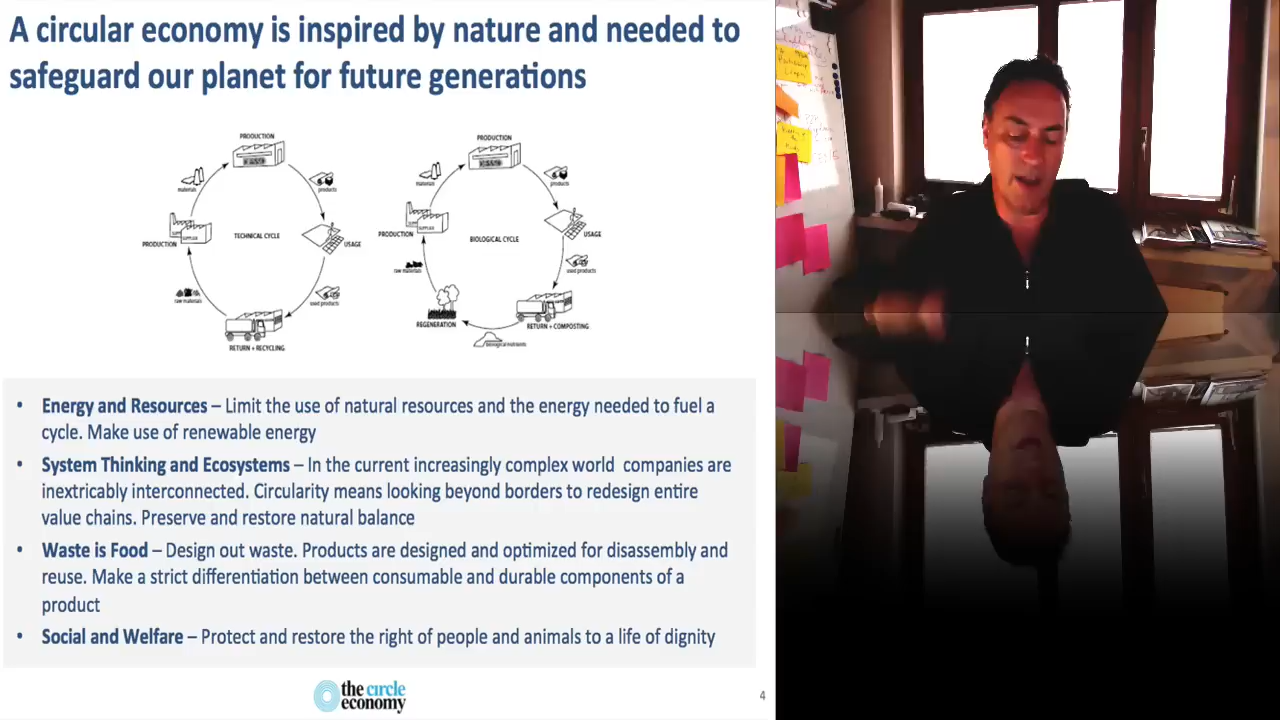 A circular economy is inspired by nature and needed to
safeguard our planet for future generations
PRODUCTION
materials
products
PRODUCTION
TECHNICAL CYCLE
USAGE
raw materials
used products
RETURN + RECYCLING
PRODUCTION
materials
products
PRODUCTION
BIOLOGICAL CYCLE
USAGE
raw materials
used products
REGENERATION
RETURN + COMPOSTING
biological nutrients
• Energy and Resources – Limit the use of natural resources and the energy needed to fuel a
cycle. Make use of renewable energy
• System Thinking and Ecosystems – In the current increasingly complex world companies are
inextricably interconnected. Circularity means looking beyond borders to redesign entire
value chains. Preserve and restore natural balance
• Waste is Food – Design out waste. Products are designed and optimized for disassembly and
reuse. Make a strict differentiation between consumable and durable components of a
product
• Social and Welfare – Protect and restore the right of people and animals to a life of dignity
the circle
economy
4